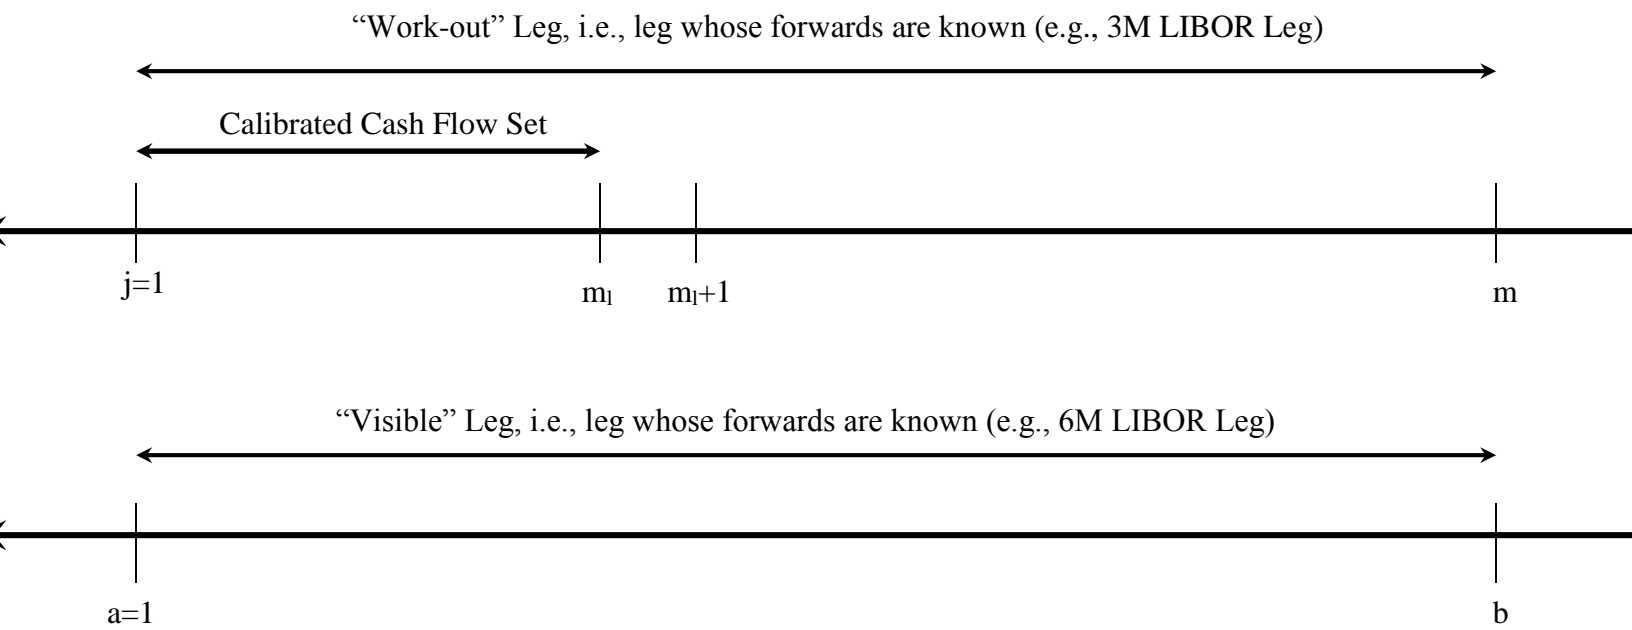 “Work-out” Leg, i.e., leg whose forwards are known (e.g., 3M LIBOR Leg)
Calibrated Cash Flow Set
j=1 mₗ mₗ+1 m
“Visible” Leg, i.e., leg whose forwards are known (e.g., 6M LIBOR Leg)
a=1 b